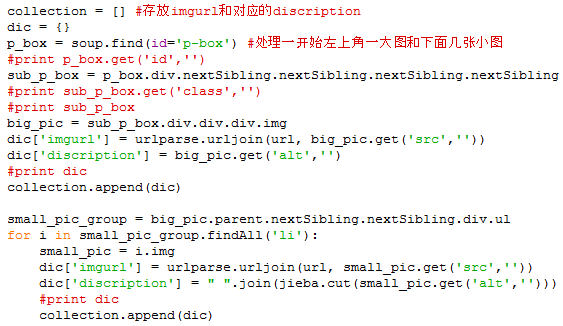 collection = [] #存放imgurl和对应的discription
dic = {}
p_box = soup.find(id='p-box') #处理一开始左上角一大图和下面几张小图
#print p_box.get('id','')
sub_p_box = p_box.div.nextSibling.nextSibling.nextSibling.nextSibling
#print sub_p_box.get('class','')
#print sub_p_box
big_pic = sub_p_box.div.div.div.img
dic['imgurl'] = urlparse.urljoin(url, big_pic.get('src',''))
dic['discription'] = big_pic.get('alt','')
#print dic
collection.append(dic)

small_pic_group = big_pic.parent.nextSibling.nextSibling.div.ul
for i in small_pic_group.findAll('li'):
    small_pic = i.img
    dic['imgurl'] = urlparse.urljoin(url, small_pic.get('src',''))
    dic['discription'] = " ".join(jieba.cut(small_pic.get('alt','')))
    #print dic
    collection.append(dic)